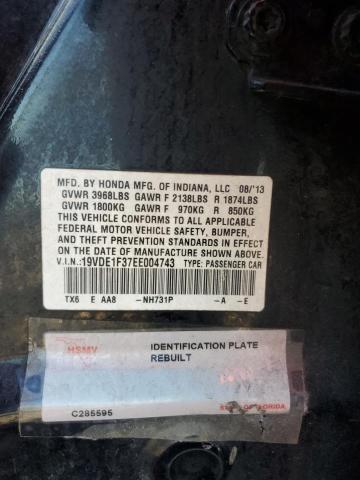 MFD. BY HONDA MFG. OF INDIANA, LLC 08/'13
GVWR 3968LBS GAWR F 2138LBS R 1874LBS
GVWR 1800KG GAWR F 970KG R 850KG
THIS VEHICLE CONFORMS TO ALL APPLICABLE
FEDERAL MOTOR VEHICLE SAFETY, BUMPER,
AND THEFT PREVENTION STANDARDS IN EFFECT
ON THE DATE OF MANUFACTURE SHOWN ABOVE.
V.I.N.:19VDE1F37EE004743 TYPE: PASSENGER CAR
TX6 E AA8 -NH731P -A -E
HSMV
IDENTIFICATION PLATE
REBUILT
C285595
STATE OF FLORIDA